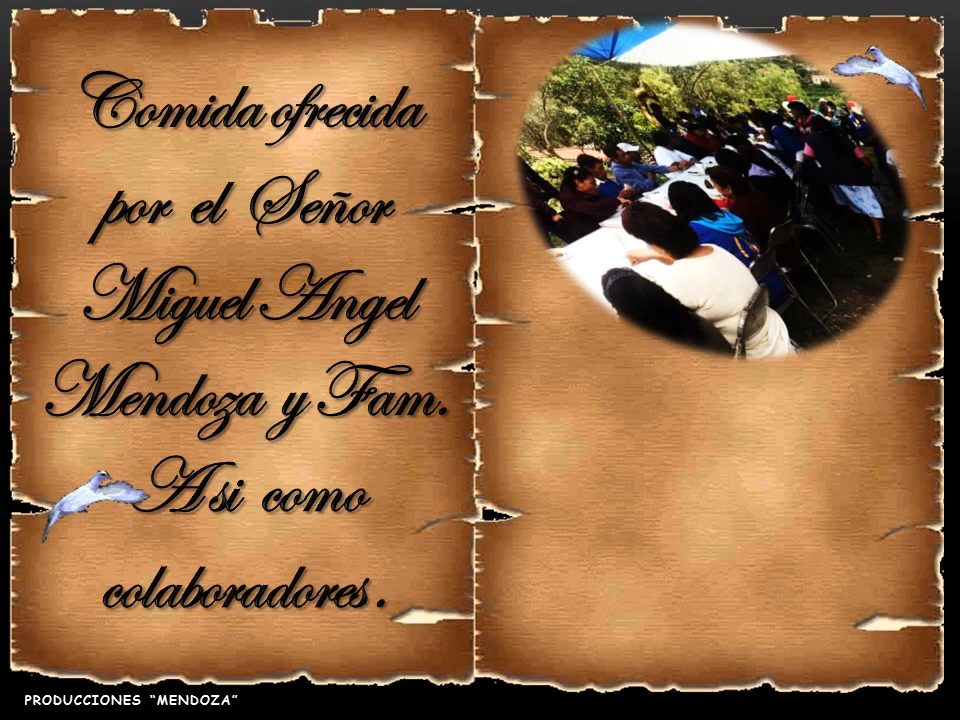 Comida ofrecida
por el Señor
Miguel Angel
Mendoza y Fam.
Asi como
colaboradores.
PRODUCCIONES “MENDOZA”